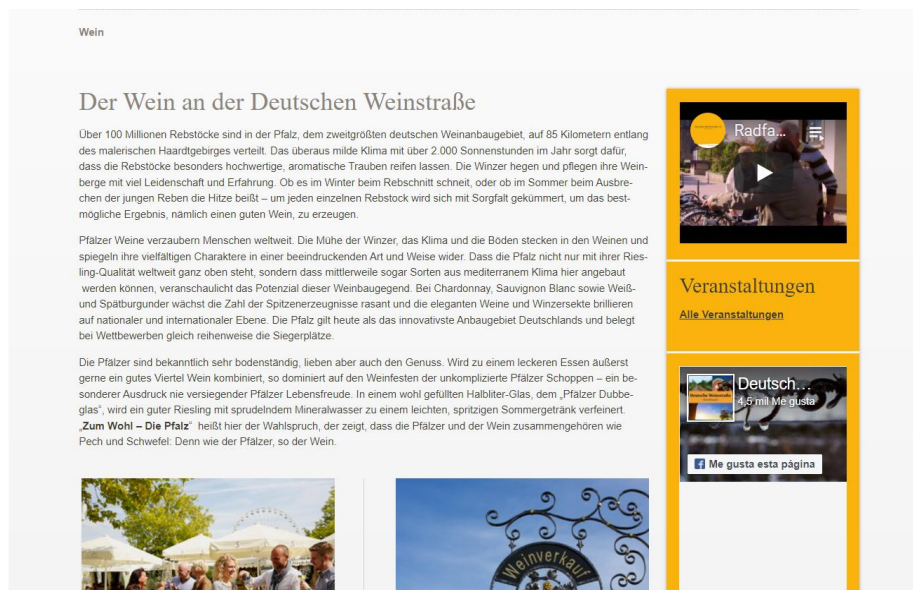 Wein
Der Wein an der Deutschen Weinstraße
Über 100 Millionen Rebstöcke sind in der Pfalz, dem zweitgrößten deutschen Weinanbaugebiet, auf 85 Kilometern entlang
des malerischen Haardtgebirges verteilt. Das überaus milde Klima mit über 2.000 Sonnenstunden im Jahr sorgt dafür,
dass die Rebstöcke besonders hochwertige, aromatische Trauben reifen lassen. Die Winzer hegen und pflegen ihre Wein-
berge mit viel Leidenschaft und Erfahrung. Ob es im Winter beim Rebschnitt schneit, oder ob im Sommer beim Ausbre-
chen der jungen Reben die Hitze beißt – um jeden einzelnen Rebstock wird sich mit Sorgfalt gekümmert, um das best-
mögliche Ergebnis, nämlich einen guten Wein, zu erzeugen.
Pfälzer Weine verzaubern Menschen weltweit. Die Mühe der Winzer, das Klima und die Böden stecken in den Weinen und
spiegeln ihre vielfältigen Charaktere in einer beeindruckenden Art und Weise wider. Dass die Pfalz nicht nur mit ihrer Ries-
ling-Qualität weltweit ganz oben steht, sondern dass mittlerweile sogar Sorten aus mediterranem Klima hier angebaut
werden können, veranschaulicht das Potenzial dieser Weinbaugegend. Bei Chardonnay, Sauvignon Blanc sowie Weiß-
und Spätburgunder wächst die Zahl der Spitzenerzeugnisse rasant und die eleganten Weine und Winzersekte brillieren
auf nationaler und internationaler Ebene. Die Pfalz gilt heute als das innovativste Anbaugebiet Deutschlands und belegt
bei Wettbewerben gleich reihenweise die Siegerplätze.
Die Pfälzer sind bekanntlich sehr bodenständig, lieben aber auch den Genuss. Wird zu einem leckeren Essen äußerst
gerne ein gutes Viertel Wein kombiniert, so dominiert auf den Weinfesten der unkomplizierte Pfälzer Schoppen – ein be-
sonderer Ausdruck nie versiegender Pfälzer Lebensfreude. In einem wohl gefüllten Halbliter-Glas, dem „Pfälzer Dubbe-
glas“, wird ein guter Riesling mit sprudelndem Mineralwasser zu einem leichten, spritzigen Sommergetränk verfeinert.
„Zum Wohl – Die Pfalz“ heißt hier der Wahlspruch, der zeigt, dass die Pfälzer und der Wein zusammengehören wie
Pech und Schwefel: Denn wie der Pfälzer, so der Wein.
Weinverkauf
Radfa...
Veranstaltungen
Alle Veranstaltungen
Deutsch...
4,5 mil Me gusta
Me gusta esta página